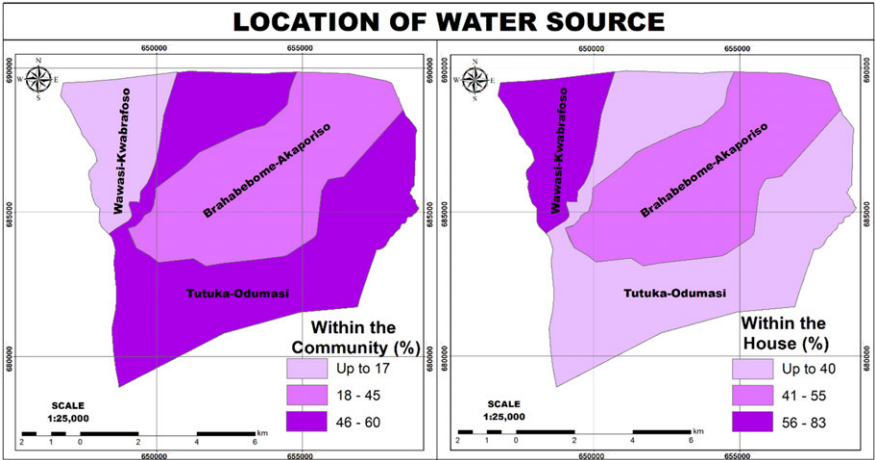 LOCATION OF WATER SOURCE
650000 655000
690000
685000
680000
N
W E
S
Wawasi-Kwabrafoso
Brahabebome-Akaporiso
Tutuka-Odumasi
Within the
Community (%)
Up to 17
18 - 45
46 - 60
SCALE
1:25,000
km
2 1 0 2 4 6
650000 655000
650000 655000
690000
685000
680000
N
W E
S
Wawasi-Kwabrafoso
Brahabebome-Akaporiso
Tutuka-Odumasi
Within the
House (%)
Up to 40
41 - 55
56 - 83
SCALE
1:25,000
km
2 1 0 2 4 6
650000 655000
690000
685000
680000